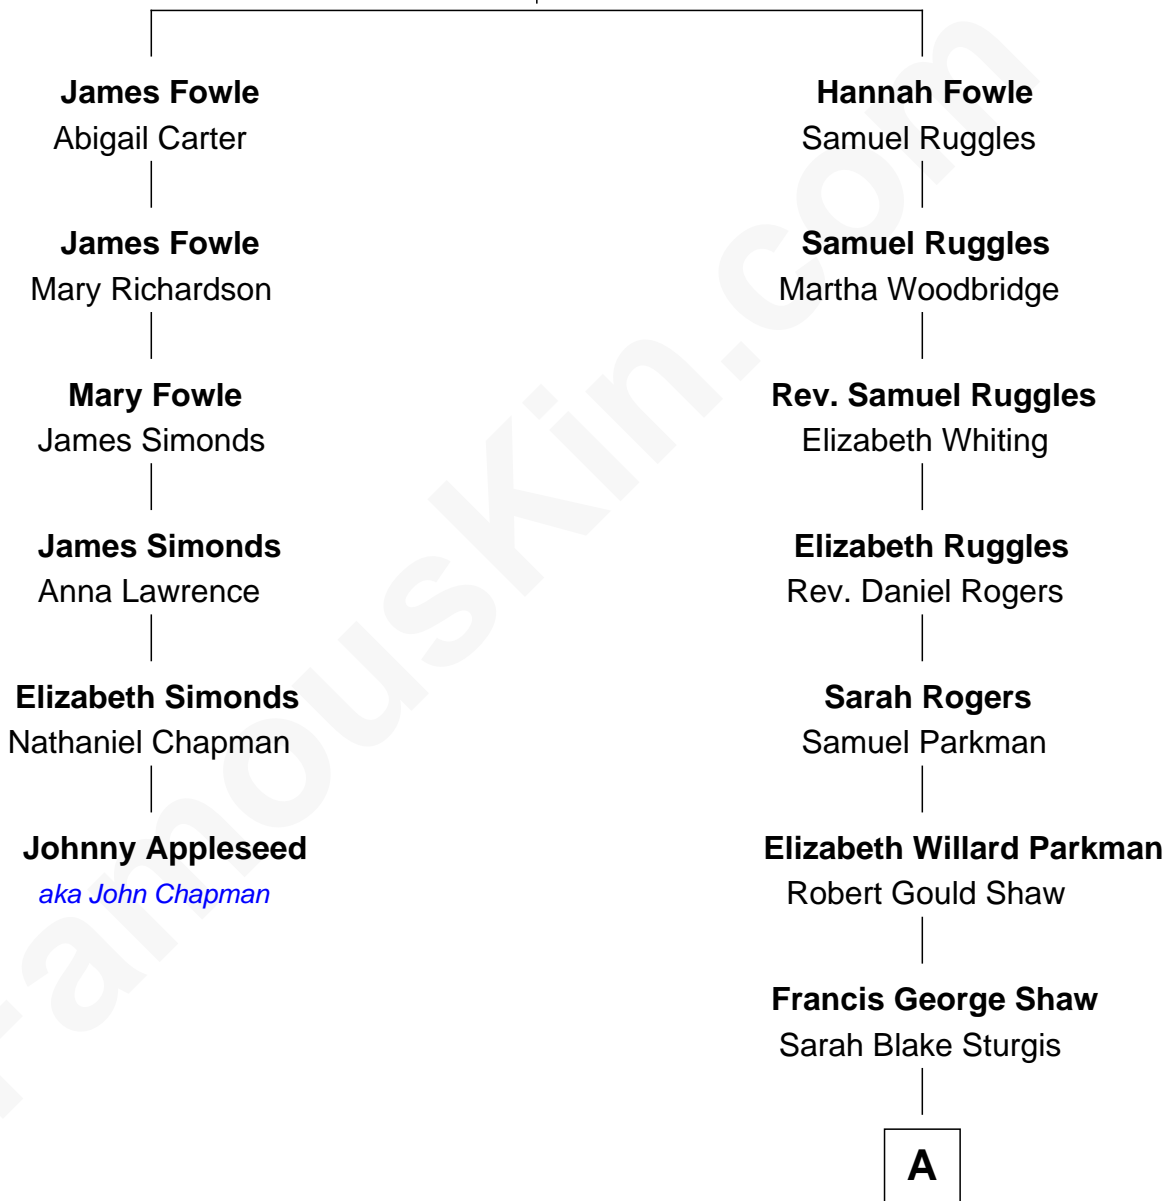 James Fowle
Abigail Carter
James Fowle
Mary Richardson
Mary Fowle
James Simonds
James Simonds
Anna Lawrence
Elizabeth Simonds
Nathaniel Chapman
Johnny Appleseed
aka John Chapman
Hannah Fowle
Samuel Ruggles
Samuel Ruggles
Martha Woodbridge
Rev. Samuel Ruggles
Elizabeth Whiting
Elizabeth Ruggles
Rev. Daniel Rogers
Sarah Rogers
Samuel Parkman
Elizabeth Willard Parkman
Robert Gould Shaw
Francis George Shaw
Sarah Blake Sturgis
A
FamousKin.com